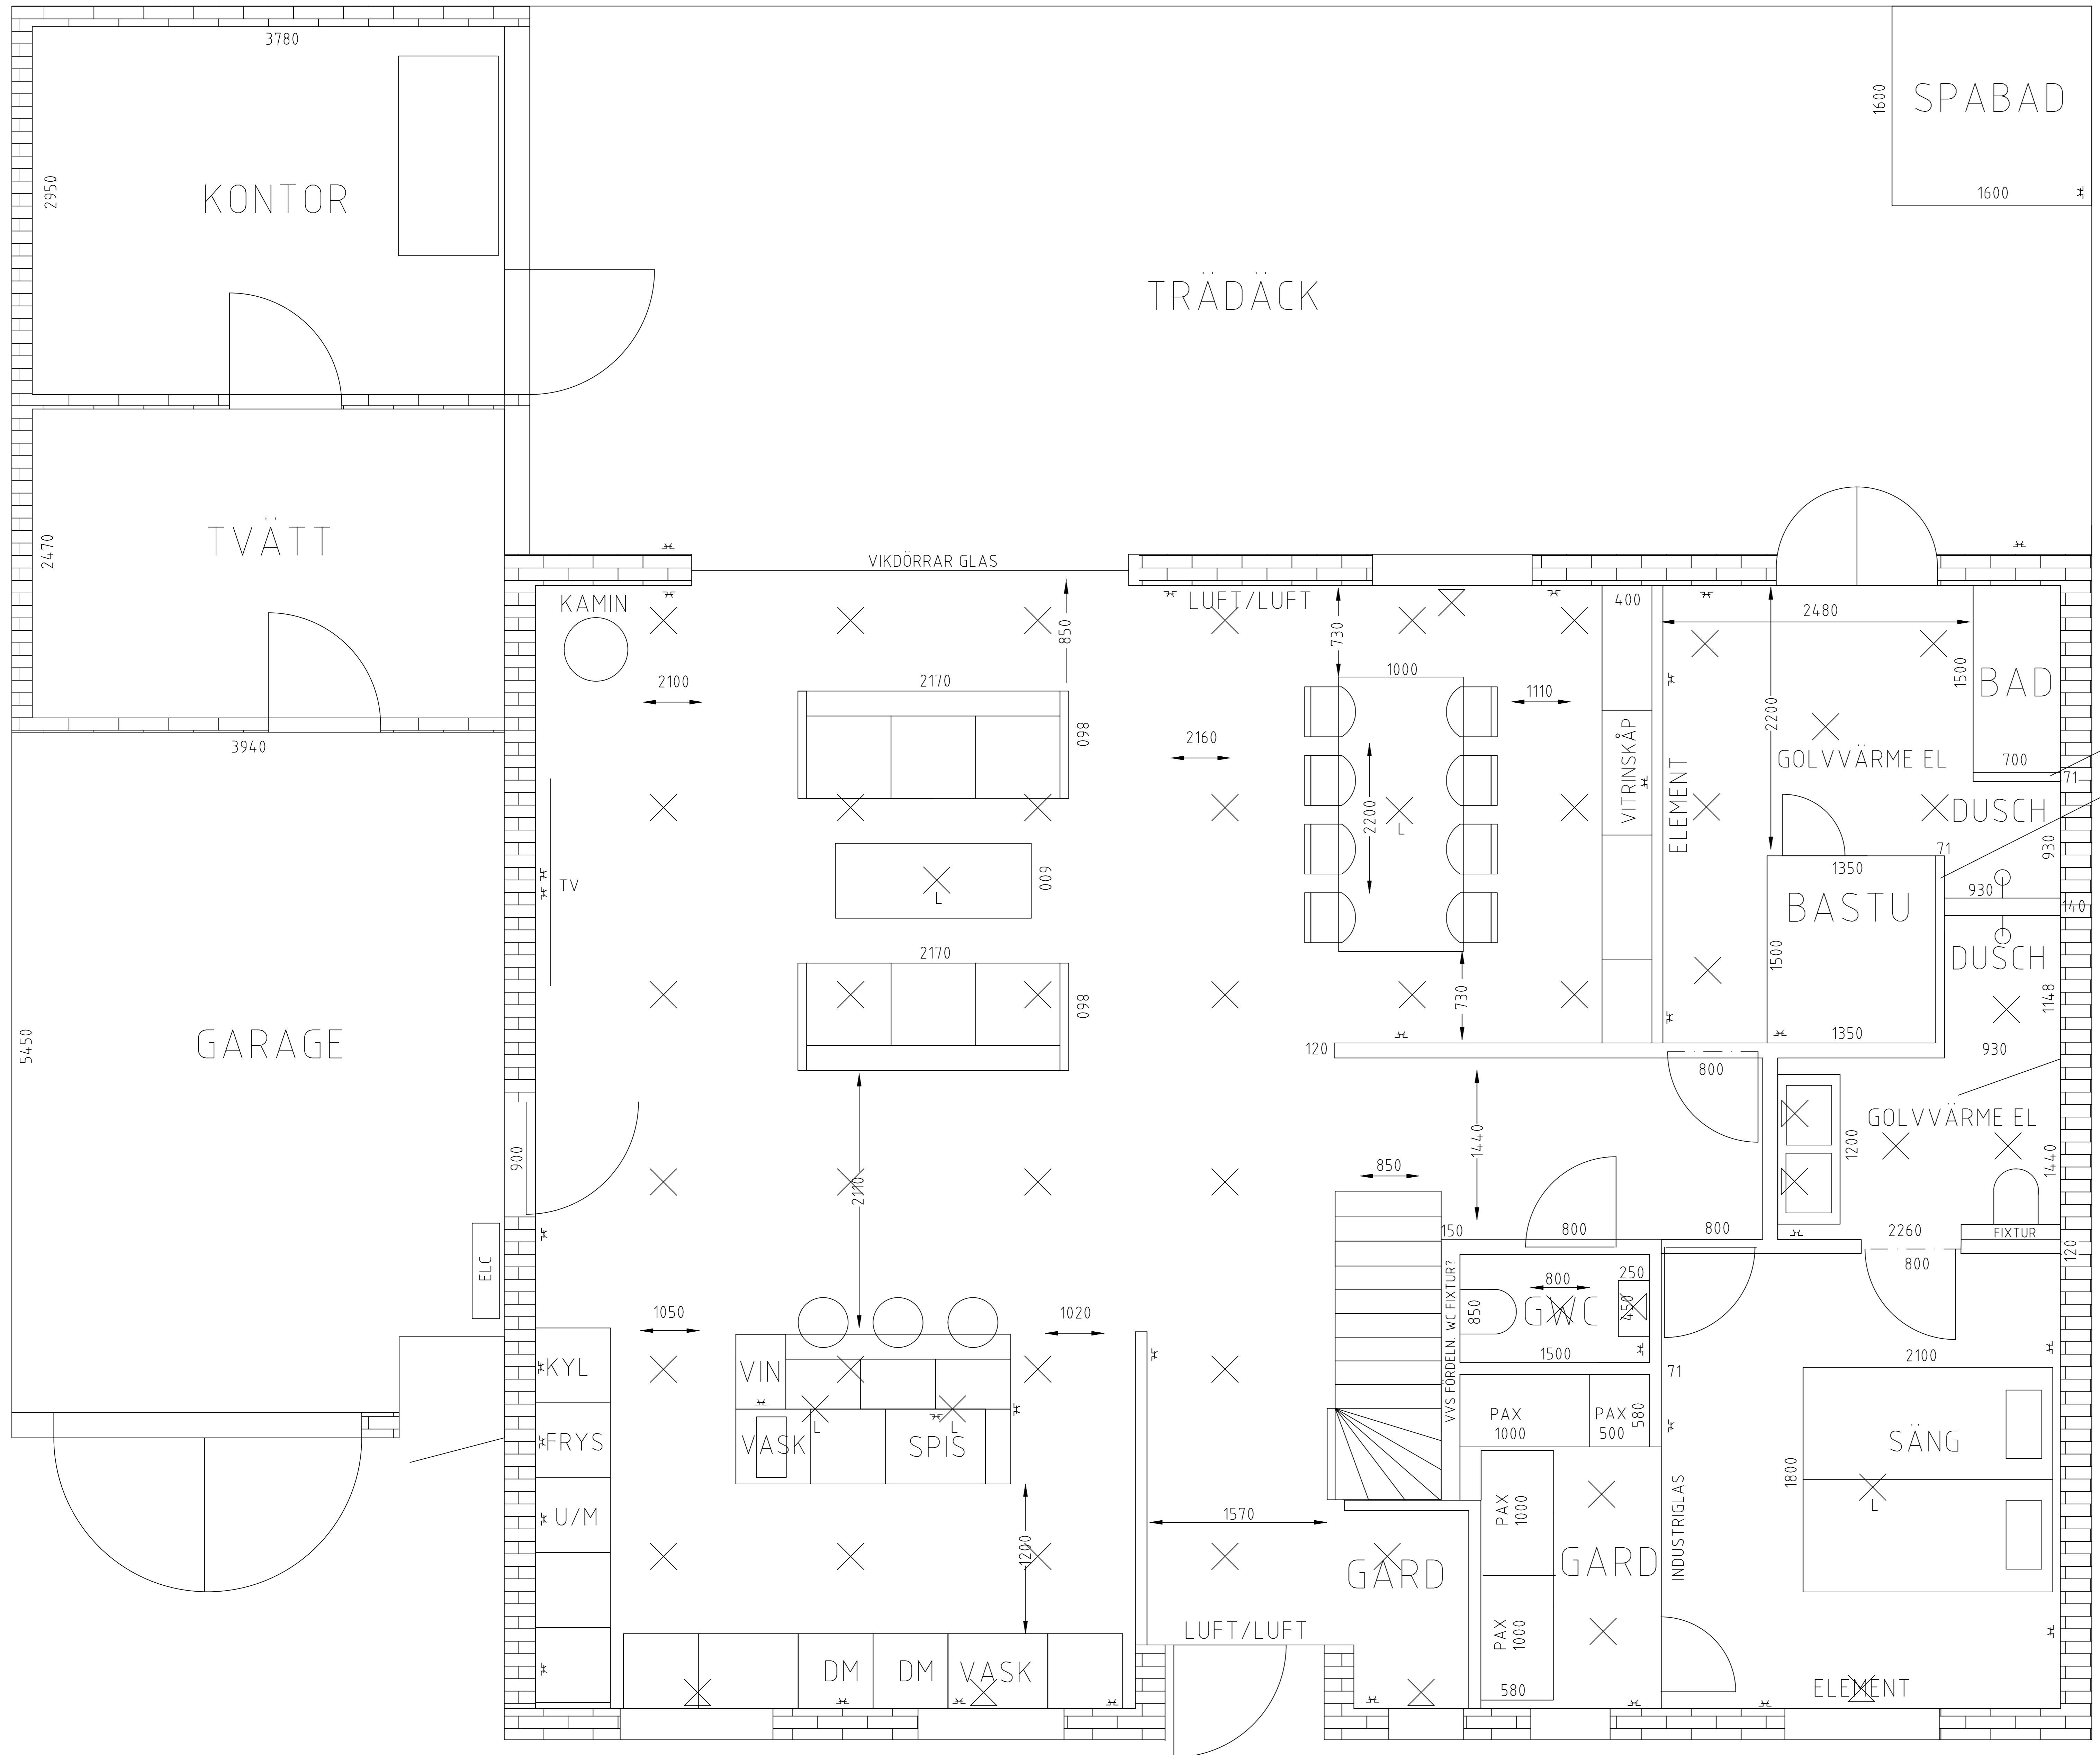 3780
2950
KONTOR
1600
SPABAD
1600
TRÄDÄCK
2470
TVÄTT
3940
5450
GARAGE
900
ELC
VIKDÖRRAR GLAS
KAMIN
2100
850
2170
860
600
TV
L
2170
860
2110
2160
LUFT/LUFT
730
1000
1110
2200
L
730
400
VITRINSKÅP
ELEMENT
2480
2200
1500
BAD
GOLVVÄRME EL
700
71
DUSCH
930
71
1350
930
140
BASTU
1500
DUSCH
1148
1350
930
120
800
1440
850
GOLVVÄRME EL
1200
1440
150
800
800
2260
FIXTUR
800
120
VVS FÖRDELN. WC FIXTUR?
850
800
GWC
250
450
1500
71
2100
PAX
1000
PAX
500
580
SÄNG
1800
L
INDUSTRIGLAS
PAX
1000
GARD
GARD
PAX
1000
580
ELEMENT
1050
1020
KYL
VIN
L
L
FRYS
VASK
SPIS
U/M
1200
1570
LUFT/LUFT
DM
DM
VASK